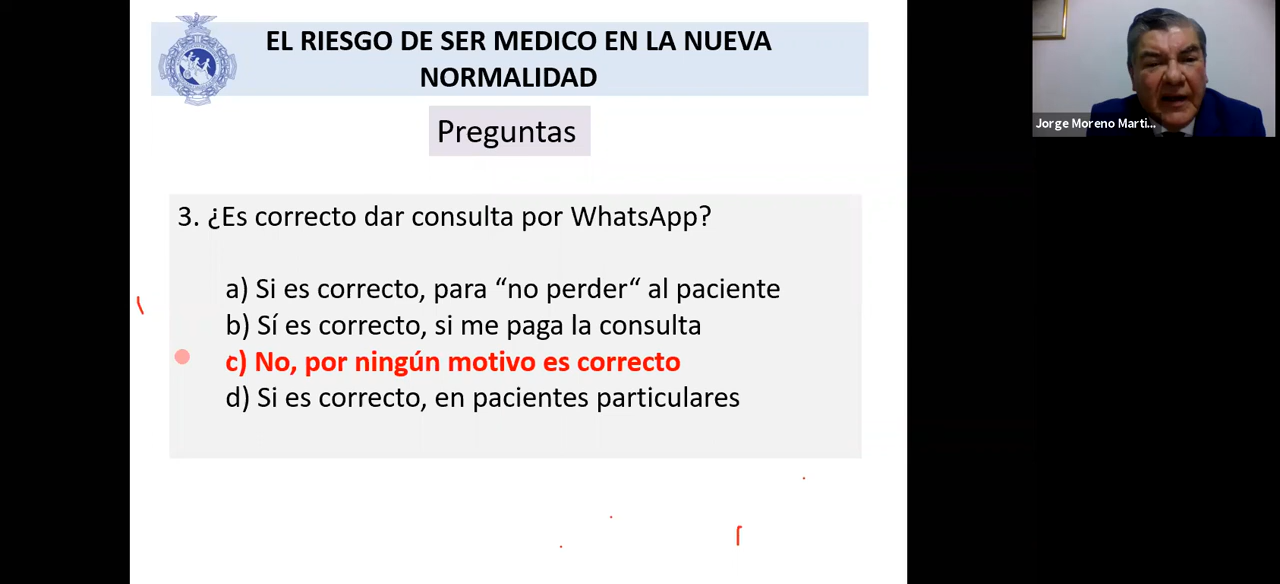 EL RIESGO DE SER MEDICO EN LA NUEVA
NORMALIDAD
Preguntas
3. ¿Es correcto dar consulta por WhatsApp?
a) Si es correcto, para “no perder“ al paciente
b) Sí es correcto, si me paga la consulta
c) No, por ningún motivo es correcto
d) Si es correcto, en pacientes particulares
Jorge Moreno Marti...